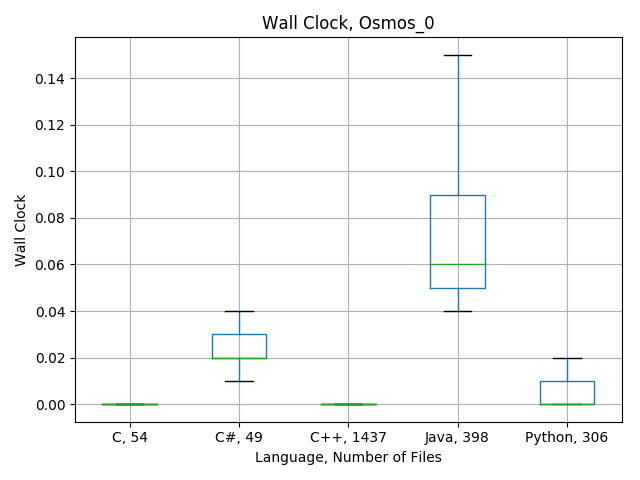 Wall Clock, Osmos_0
0.14
0.12
0.10
0.08
0.06
0.04
0.02
0.00
Wall Clock
C, 54 C#, 49 C++, 1437 Java, 398 Python, 306
Language, Number of Files